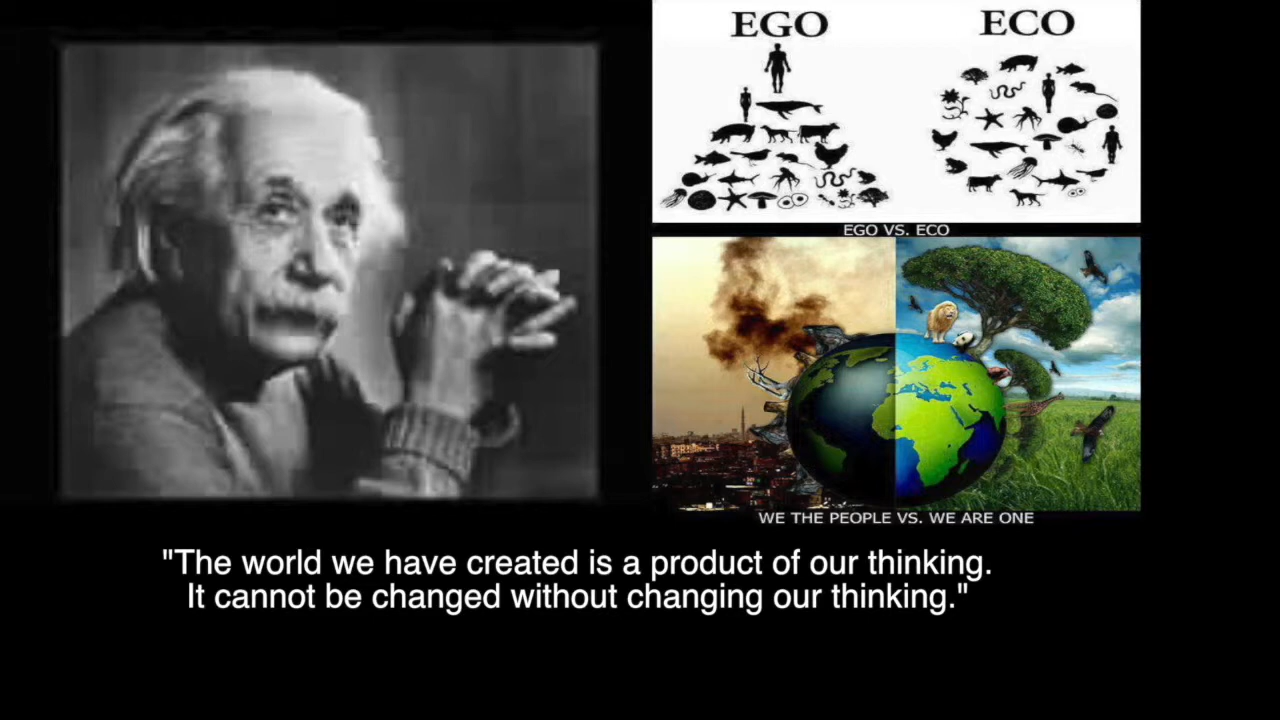 EGO
ECO
EGO VS. ECO
WE THE PEOPLE VS. WE ARE ONE
"The world we have created is a product of our thinking.
It cannot be changed without changing our thinking."